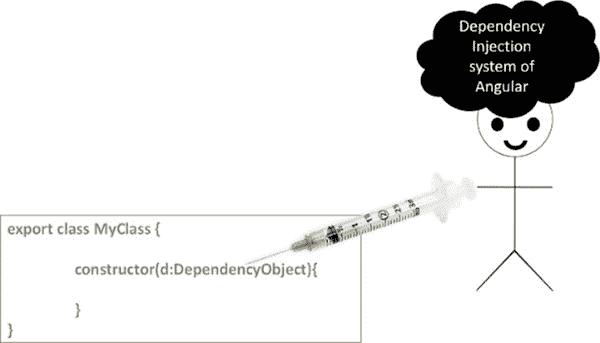 Dependency
Injection
system of
Angular
export class MyClass {
constructor(d:DependencyObject){
}
}